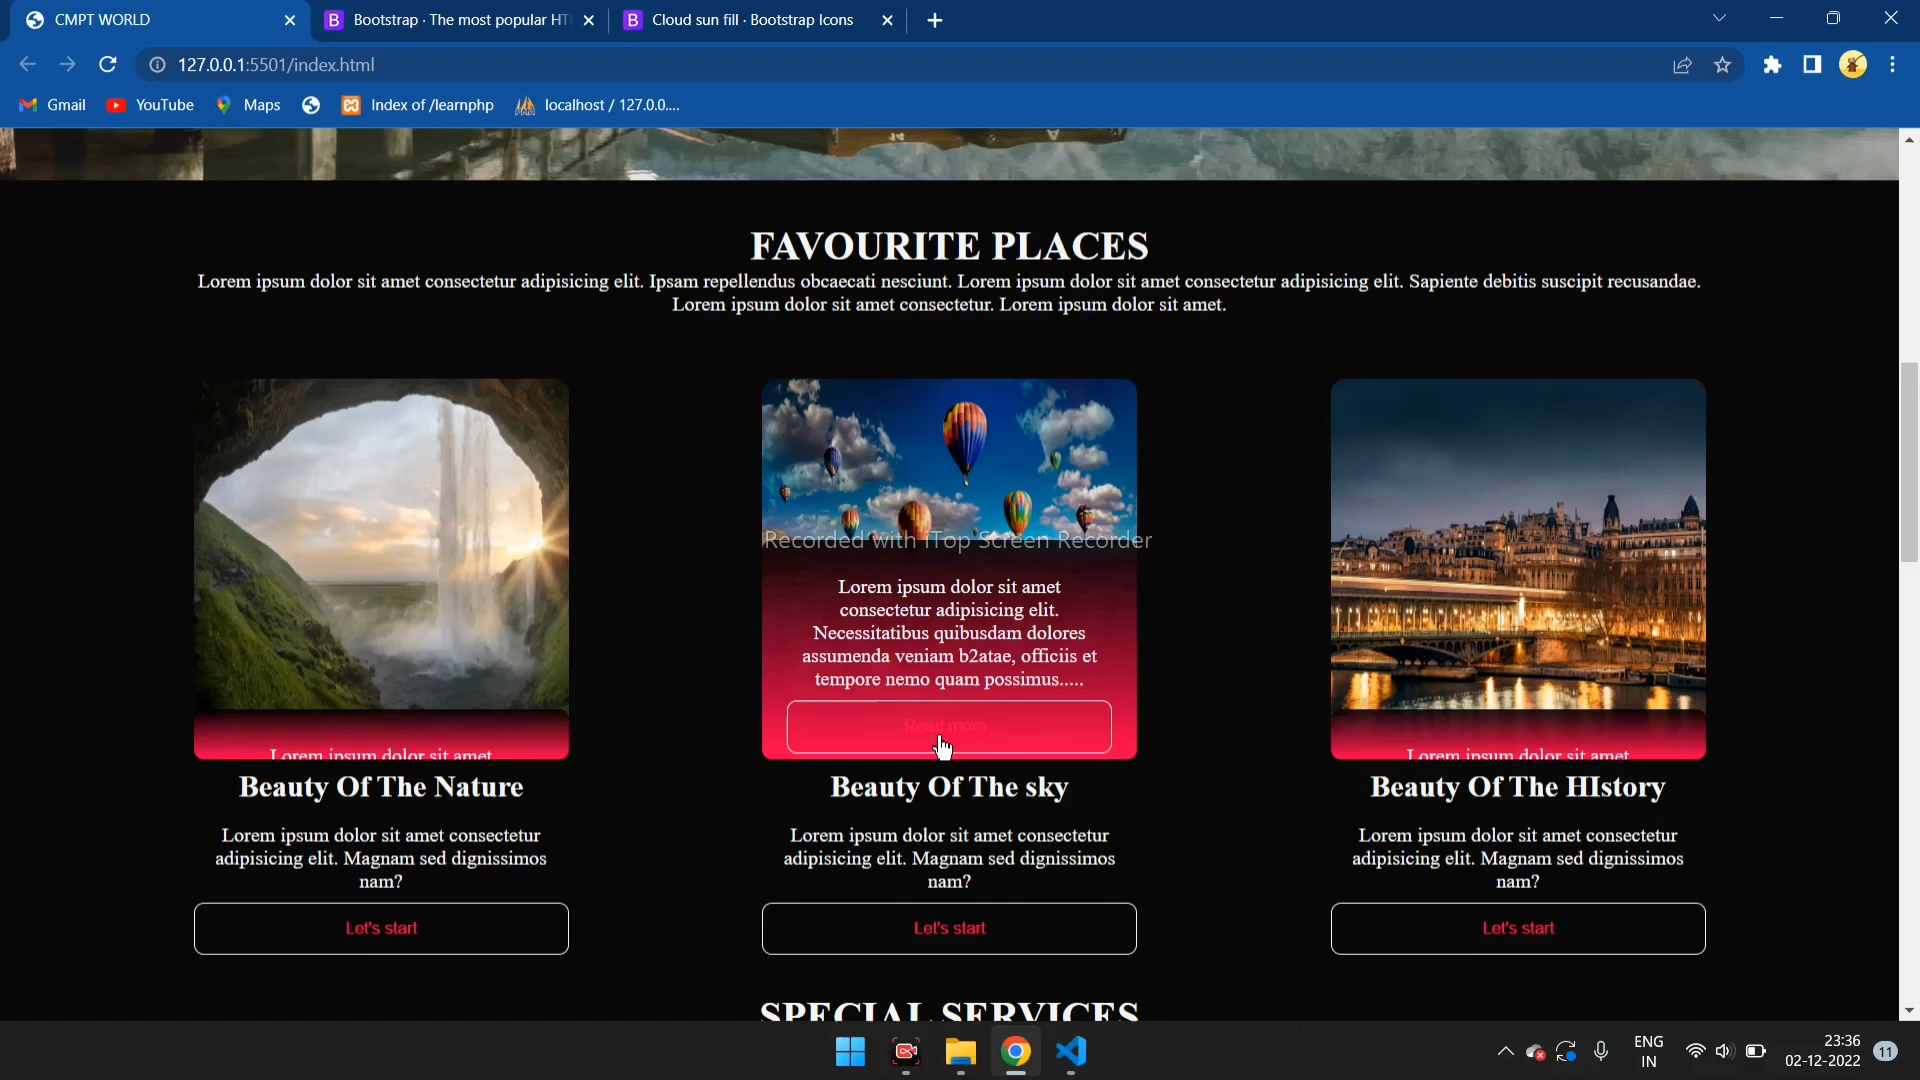 CMPT WORLD
Bootstrap · The most popular HT
Cloud sun fill · Bootstrap Icons
127.0.0.1:5501/index.html
Gmail
YouTube
Maps
Index of /learnphp
localhost / 127.0.0....
FAVOURITE PLACES
Lorem ipsum dolor sit amet consectetur adipisicing elit. Ipsam repellendus obcaecati nesciunt. Lorem ipsum dolor sit amet consectetur adipisicing elit. Sapiente debitis suscipit recusandae.
Lorem ipsum dolor sit amet consectetur. Lorem ipsum dolor sit amet.
Recorded with iTop Screen Recorder
Lorem ipsum dolor sit amet
Beauty Of The Nature
Lorem ipsum dolor sit amet consectetur
adipisicing elit. Magnam sed dignissimos
nam?
Let's start
Lorem ipsum dolor sit amet
consectetur adipisicing elit.
Necessitatibus quibusdam dolores
assumenda veniam b2atae, officiis et
tempore nemo quam possimus.....
Read more
Beauty Of The sky
Lorem ipsum dolor sit amet consectetur
adipisicing elit. Magnam sed dignissimos
nam?
Let's start
Lorem ipsum dolor sit amet
Beauty Of The HIstory
Lorem ipsum dolor sit amet consectetur
adipisicing elit. Magnam sed dignissimos
nam?
Let's start
SPECIAL SERVICES
ENG
IN
23:36
02-12-2022
11